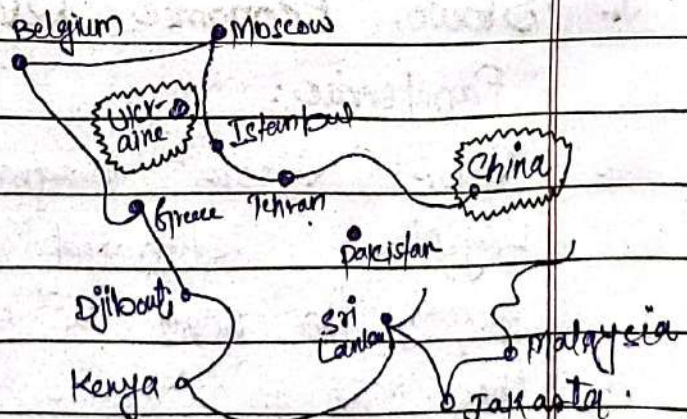 Belgium
Moscow
Ukr-
aine
Istanbul
China
Tehran
Greece
Pakistan
Djibouti
Sri
Lanka
Malaysia
Kenya
Jakarta